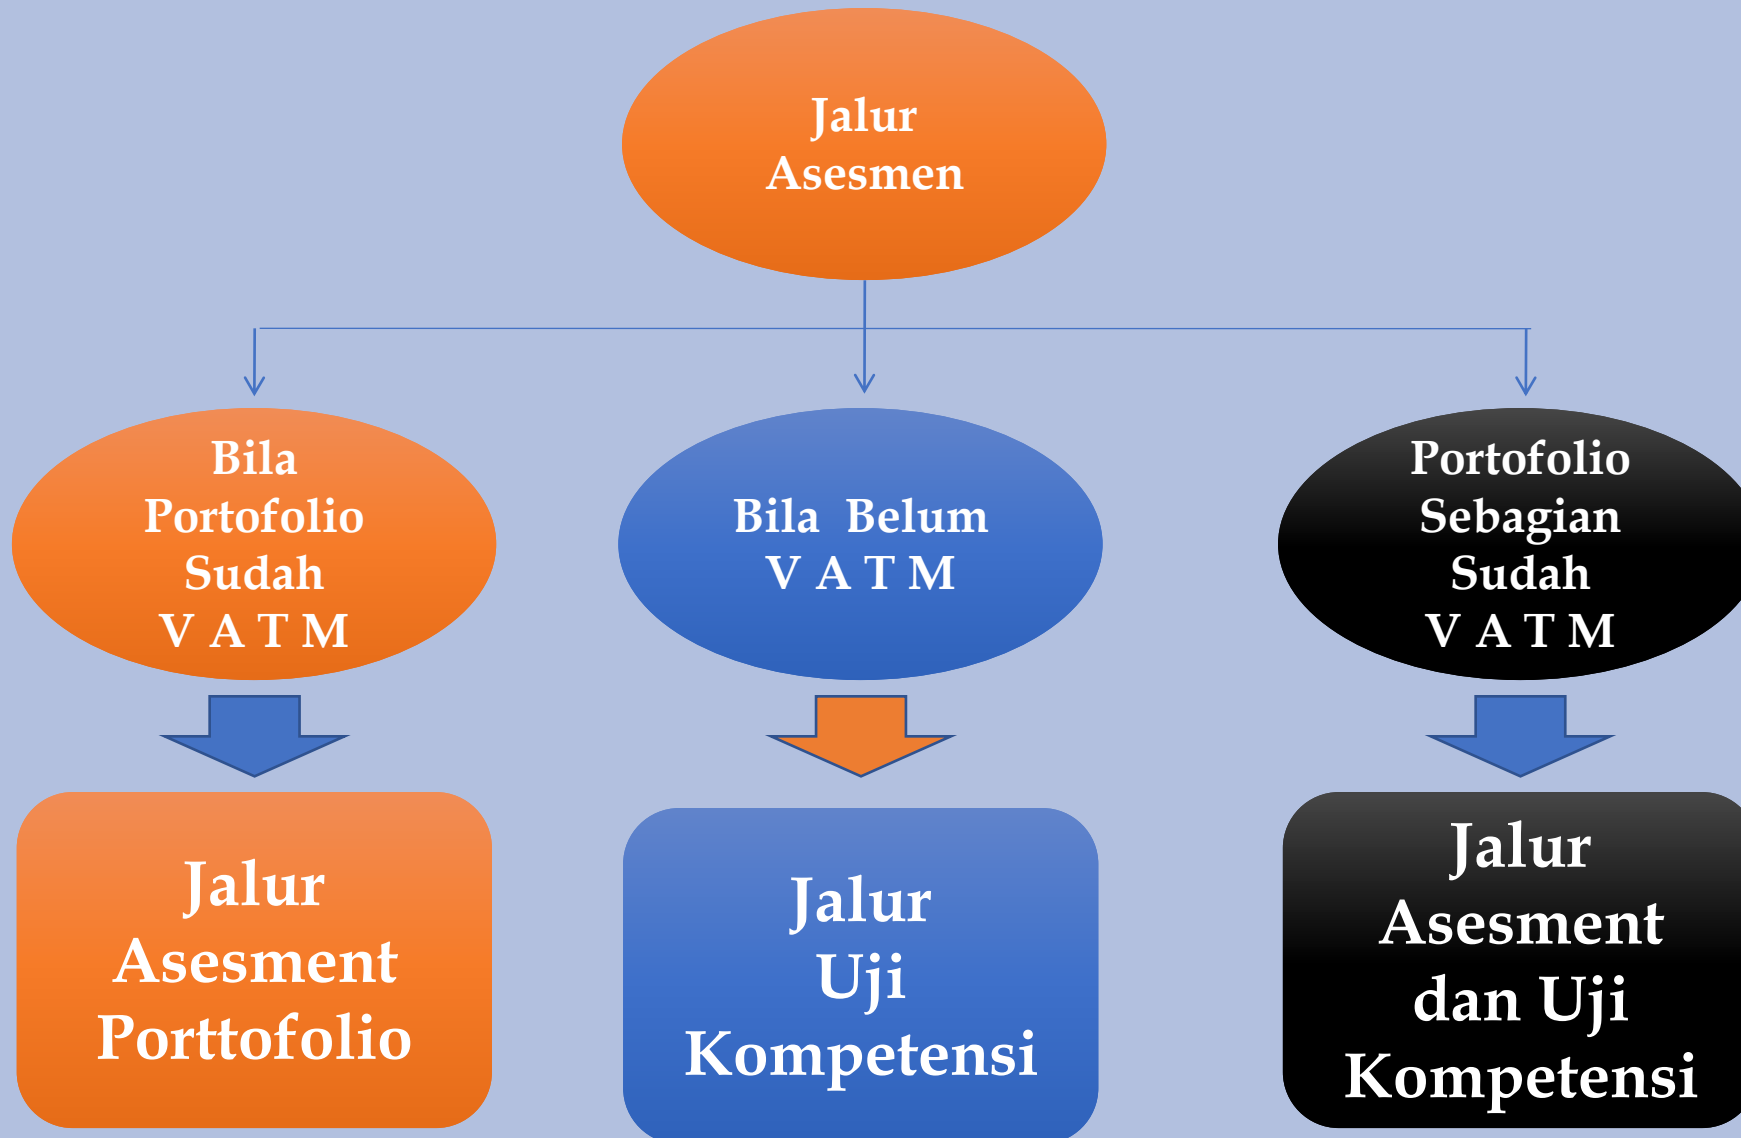 Jalur
Asesmen
Bila
Portofolio
Sudah
V A T M
Bila Belum
V A T M
Portofolio
Sebagian
Sudah
V A T M
Jalur
Asesment
Porttofolio
Jalur
Uji
Kompetensi
Jalur
Asesment
dan Uji
Kompetensi